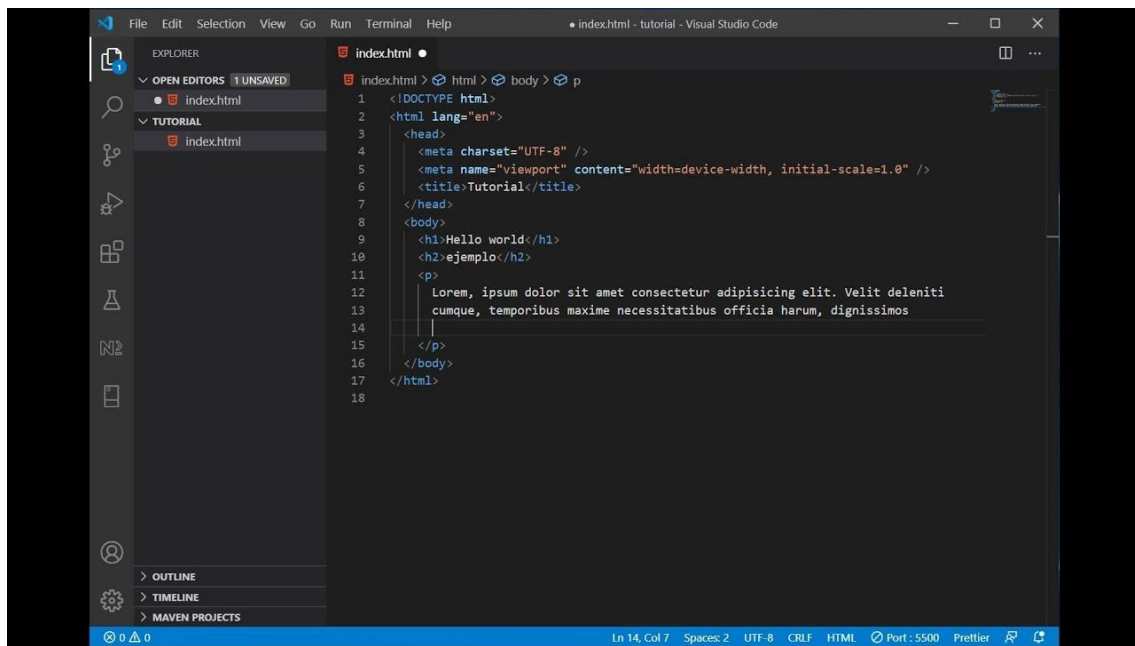 File Edit Selection View Go Run Terminal Help ● index.html - tutorial - Visual Studio Code
EXPLORER
OPEN EDITORS 1 UNSAVED
● index.html
TUTORIAL
index.html
1
OUTLINE
TIMELINE
MAVEN PROJECTS
index.html ●
index.html > html > body > p
1 <!DOCTYPE html>
2 <html lang="en">
3 <head>
4 <meta charset="UTF-8" />
5 <meta name="viewport" content="width=device-width, initial-scale=1.0" />
6 <title>Tutorial</title>
7 </head>
8 <body>
9 <h1>Hello world</h1>
10 <h2>ejemplo</h2>
11 <p>
12 Lorem, ipsum dolor sit amet consectetur adipisicing elit. Velit deleniti
13 cumque, temporibus maxime necessitatibus officia harum, dignissimos
14
15 </p>
16 </body>
17 </html>
18
0 0 Ln 14, Col 7 Spaces: 2 UTF-8 CRLF HTML Port : 5500 Prettier